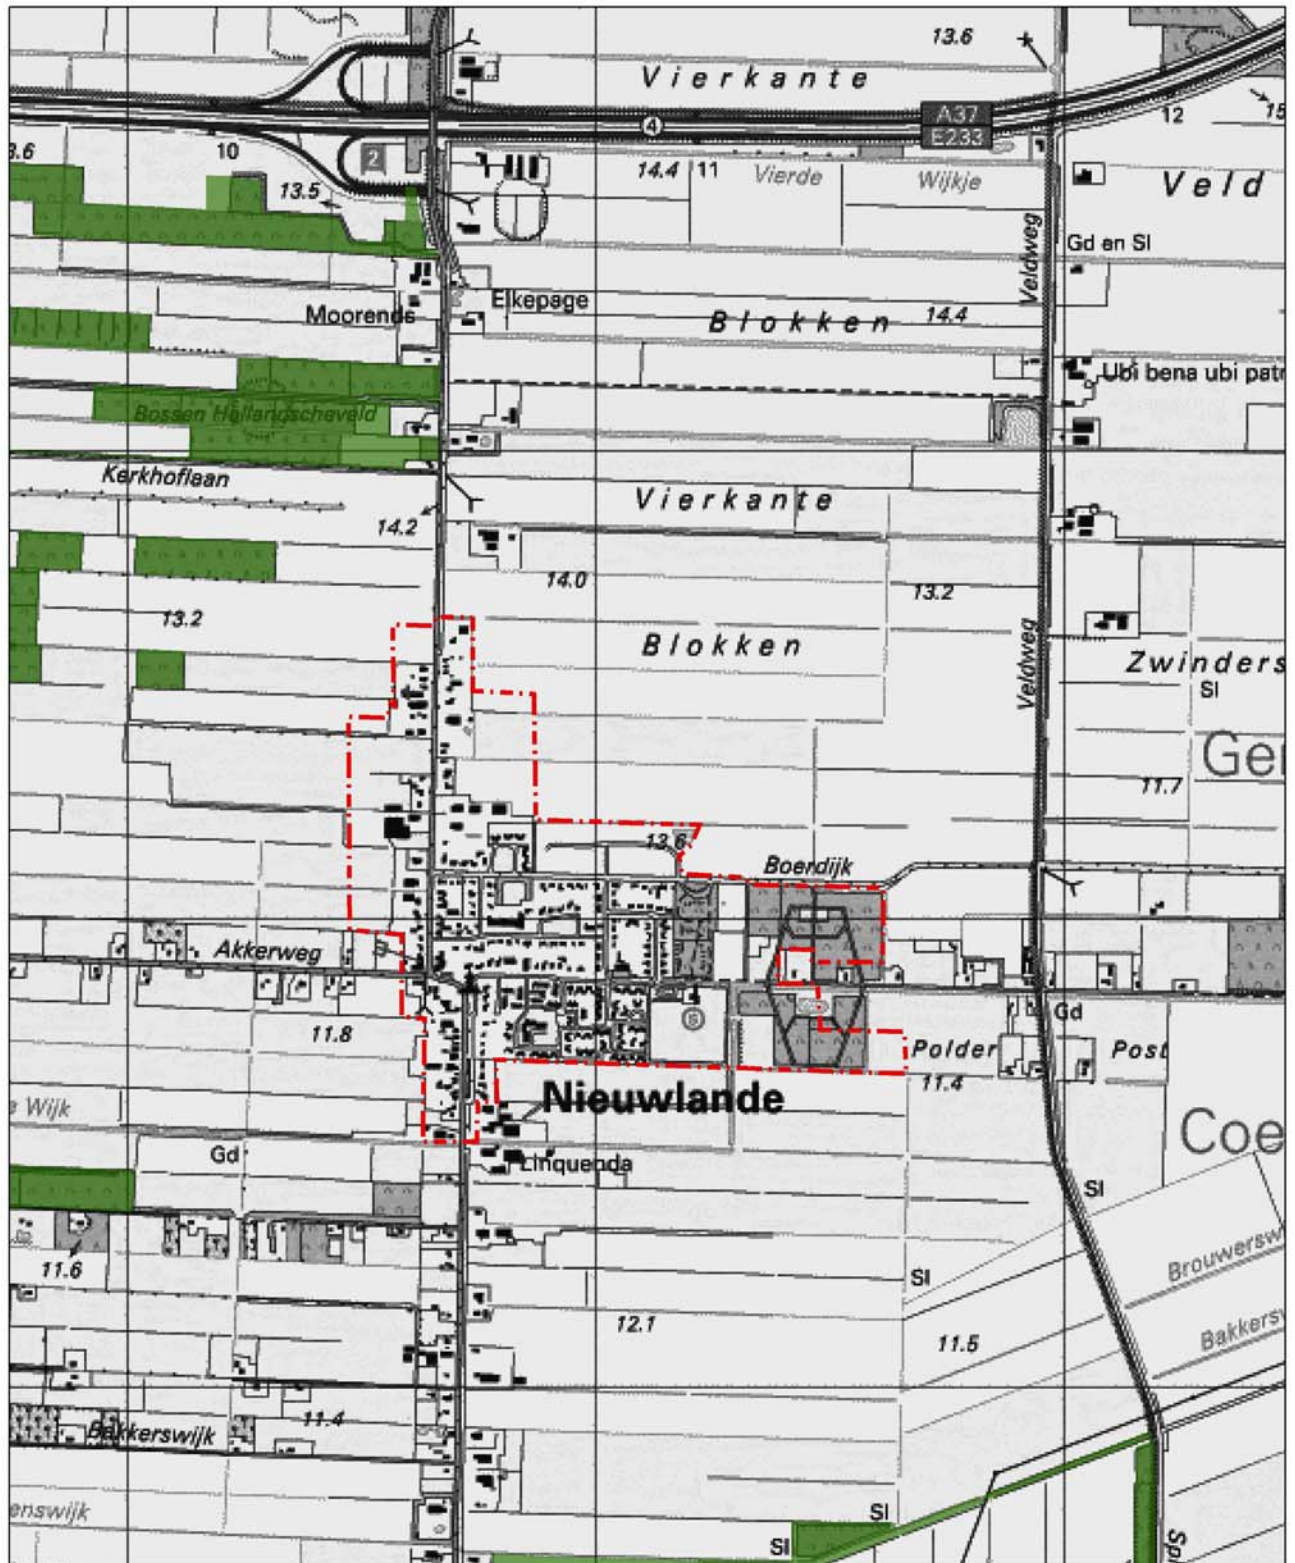 13.6
Vierkante
A37
4
E233
12
15
3.6
10
2
14.4
11
Vierde
Wijkje
13.5
Veld
Veldweg
Gd en Sl
Elkepage
Moorends
Blokken
14.4
Ubi bena ubi patr
Bossen Hollandscheveld
Kerkhoflaan
Vierkante
14.2
14.0
13.2
13.2
Blokken
Veldweg
Zwinders
Sl
Ger
11.7
13.6
Boerdijk
Akkerweg
11.8
Gd
Polder
Post
11.4
Nieuwlande
Wijk
Coe
Gd
Linquenda
Sl
Brouwersw
11.6
Sl
12.1
11.5
Bakkersw
11.4
Bakkerswijk
enswijk
Sl
Sl